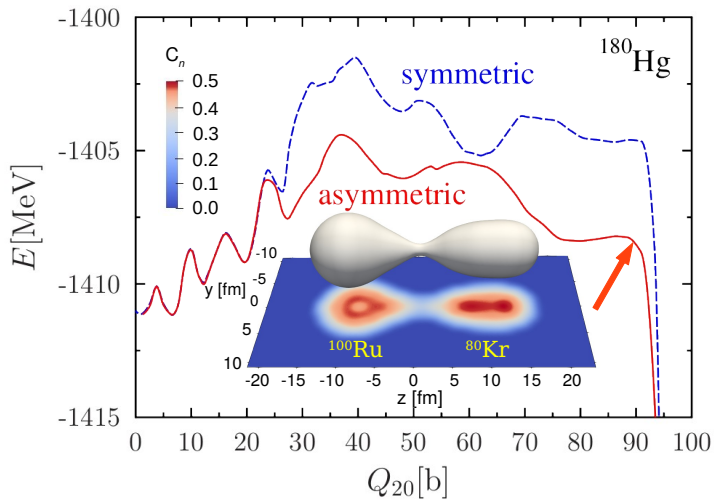 -1400
-1405
-1410
-1415
E[MeV]
¹⁸⁰Hg
Cₙ
0.5
0.4
0.3
0.2
0.1
0.0
symmetric
asymmetric
-10
-5
0
5
10
y [fm]
¹⁰⁰Ru
⁸⁰Kr
-20 -15 -10 -5 0 5 10 15 20
z [fm]
0 10 20 30 40 50 60 70 80 90 100
Q₂₀[b]